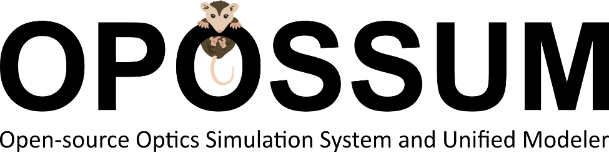 OPOSSUM
Open-source Optics Simulation System and Unified Modeler